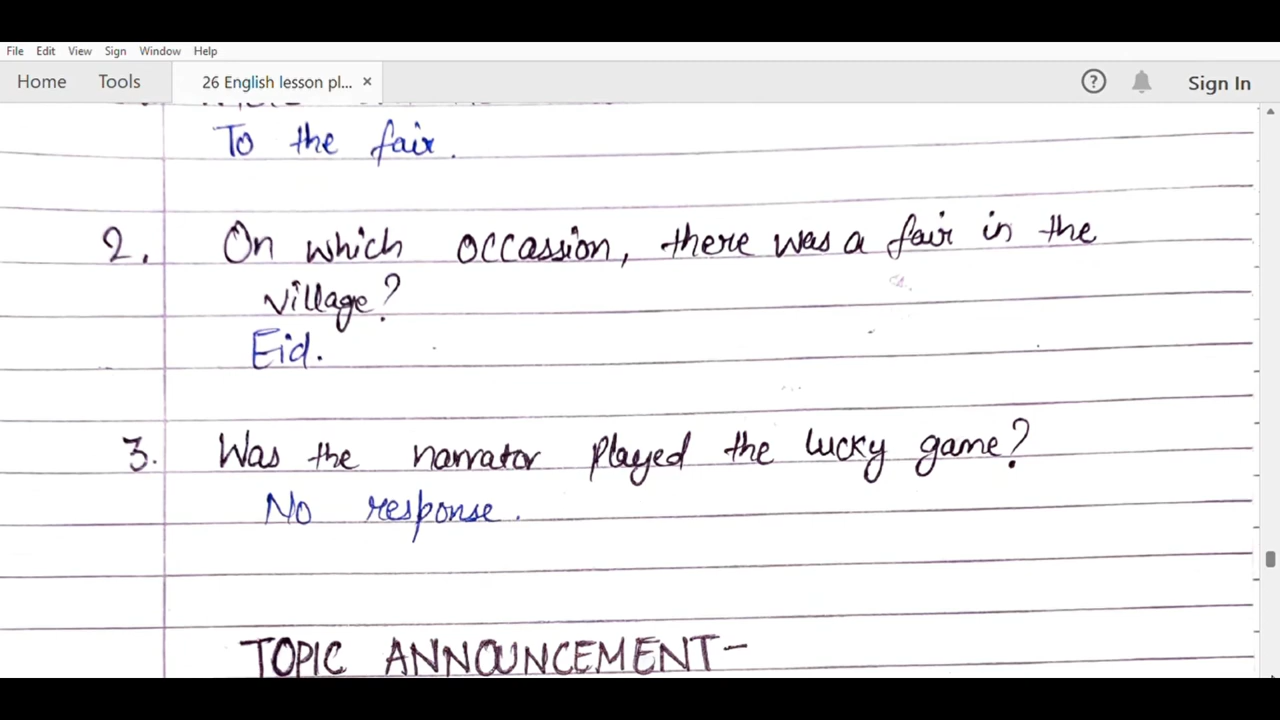 File Edit View Sign Window Help
Home Tools 26 English lesson pl... × ? Sign In
To the fair.
2. On which occassion, there was a fair in the
village?
Eid.
3. Was the narrator played the lucky game?
No response.
TOPIC ANNOUNCEMENT-